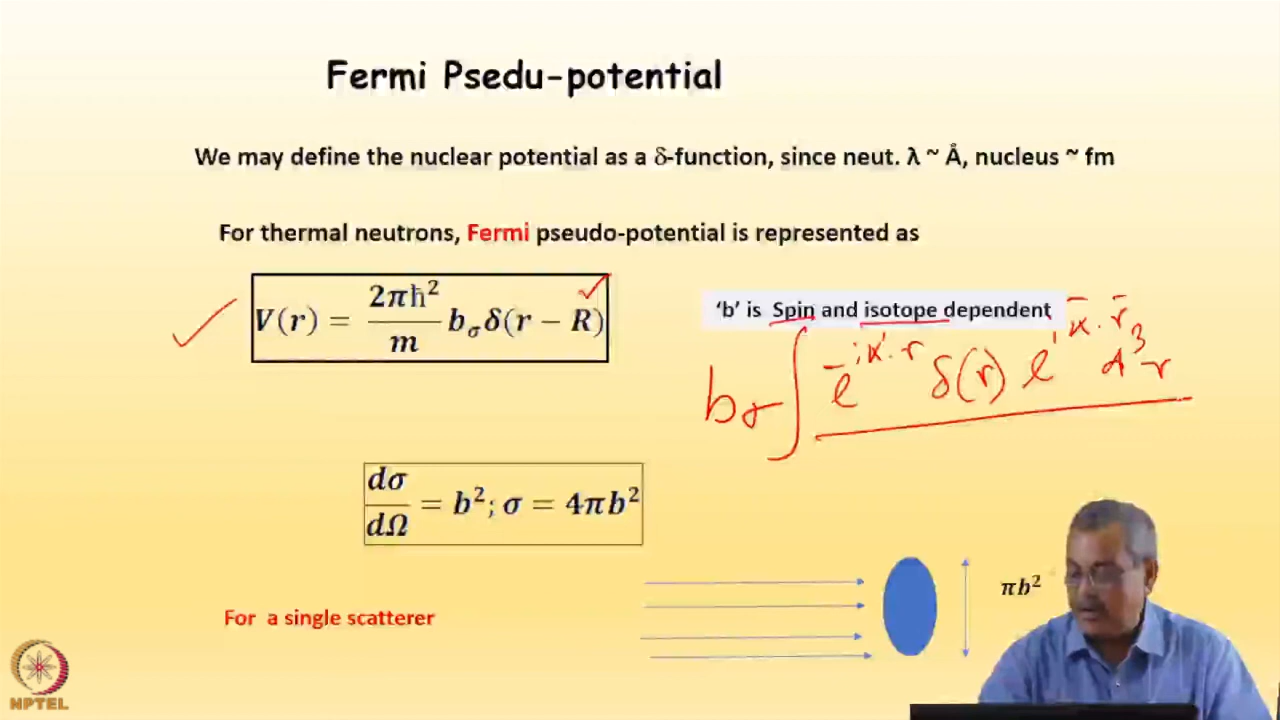 Fermi Psedu-potential
We may define the nuclear potential as a δ-function, since neut. λ ~ Å, nucleus ~ fm
For thermal neutrons, Fermi pseudo-potential is represented as
V(r) = 2πħ²/m b_σ δ(r − R)
'b' is Spin and isotope dependent
b_σ ∫ e^{-ik'·r} δ(r) e^{ik·r} d³r
dσ/dΩ = b²; σ = 4πb²
πb²
For a single scatterer
NPTEL